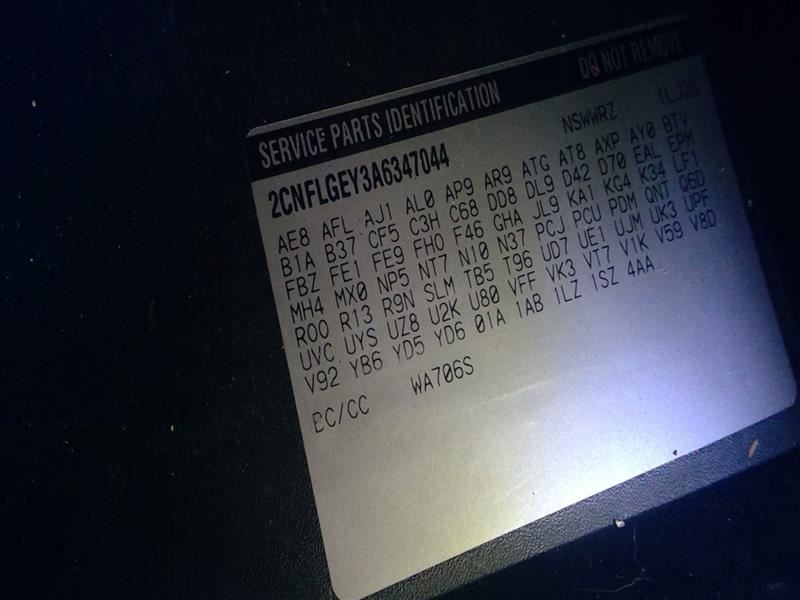 SERVICE PARTS IDENTIFICATION DO NOT REMOVE
2CNFLGEY3A6347044 NSWWRZ 1LJ26
AE8 AFL AJ1 AL0 AP9 AR9 ATG AT8 AXP AY0 BTV
B1A B37 CF5 C3H C68 DD8 DL9 D42 D70 EAL EPM
FBZ FE1 FE9 FHO F46 GHA JL9 KA1 KG4 K34 LF1
MH4 MX0 NP5 NT7 N10 N37 PCJ PCU PDM QNT Q6D
ROO R13 R9N SLM TB5 T96 UD7 UE1 UJM UK3 UPF
UVC UYS UZ8 U2K U80 VFF VK3 VT7 V1K V59 V8D
V92 YB6 YD5 YD6 01A 1AB 1LZ 1SZ 4AA
BC/CC WA706S